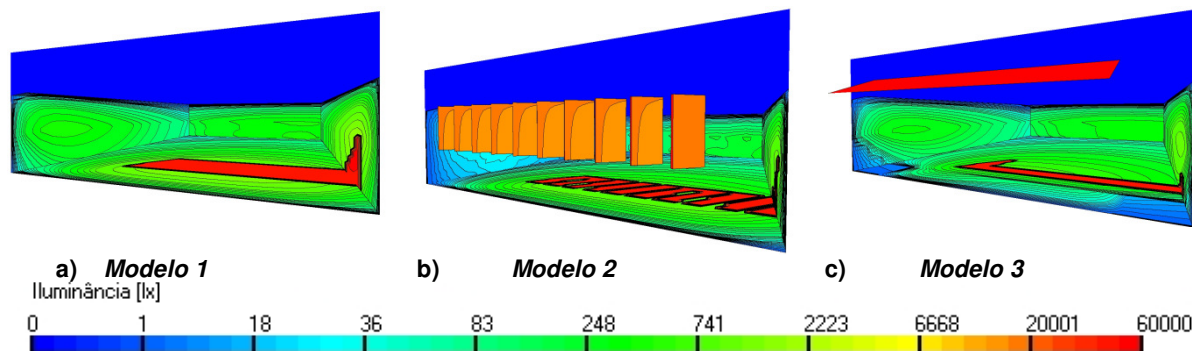 a) Modelo 1
b) Modelo 2
c) Modelo 3
Iluminância [lx]
0 1 18 36 83 248 741 2223 6668 20001 60000